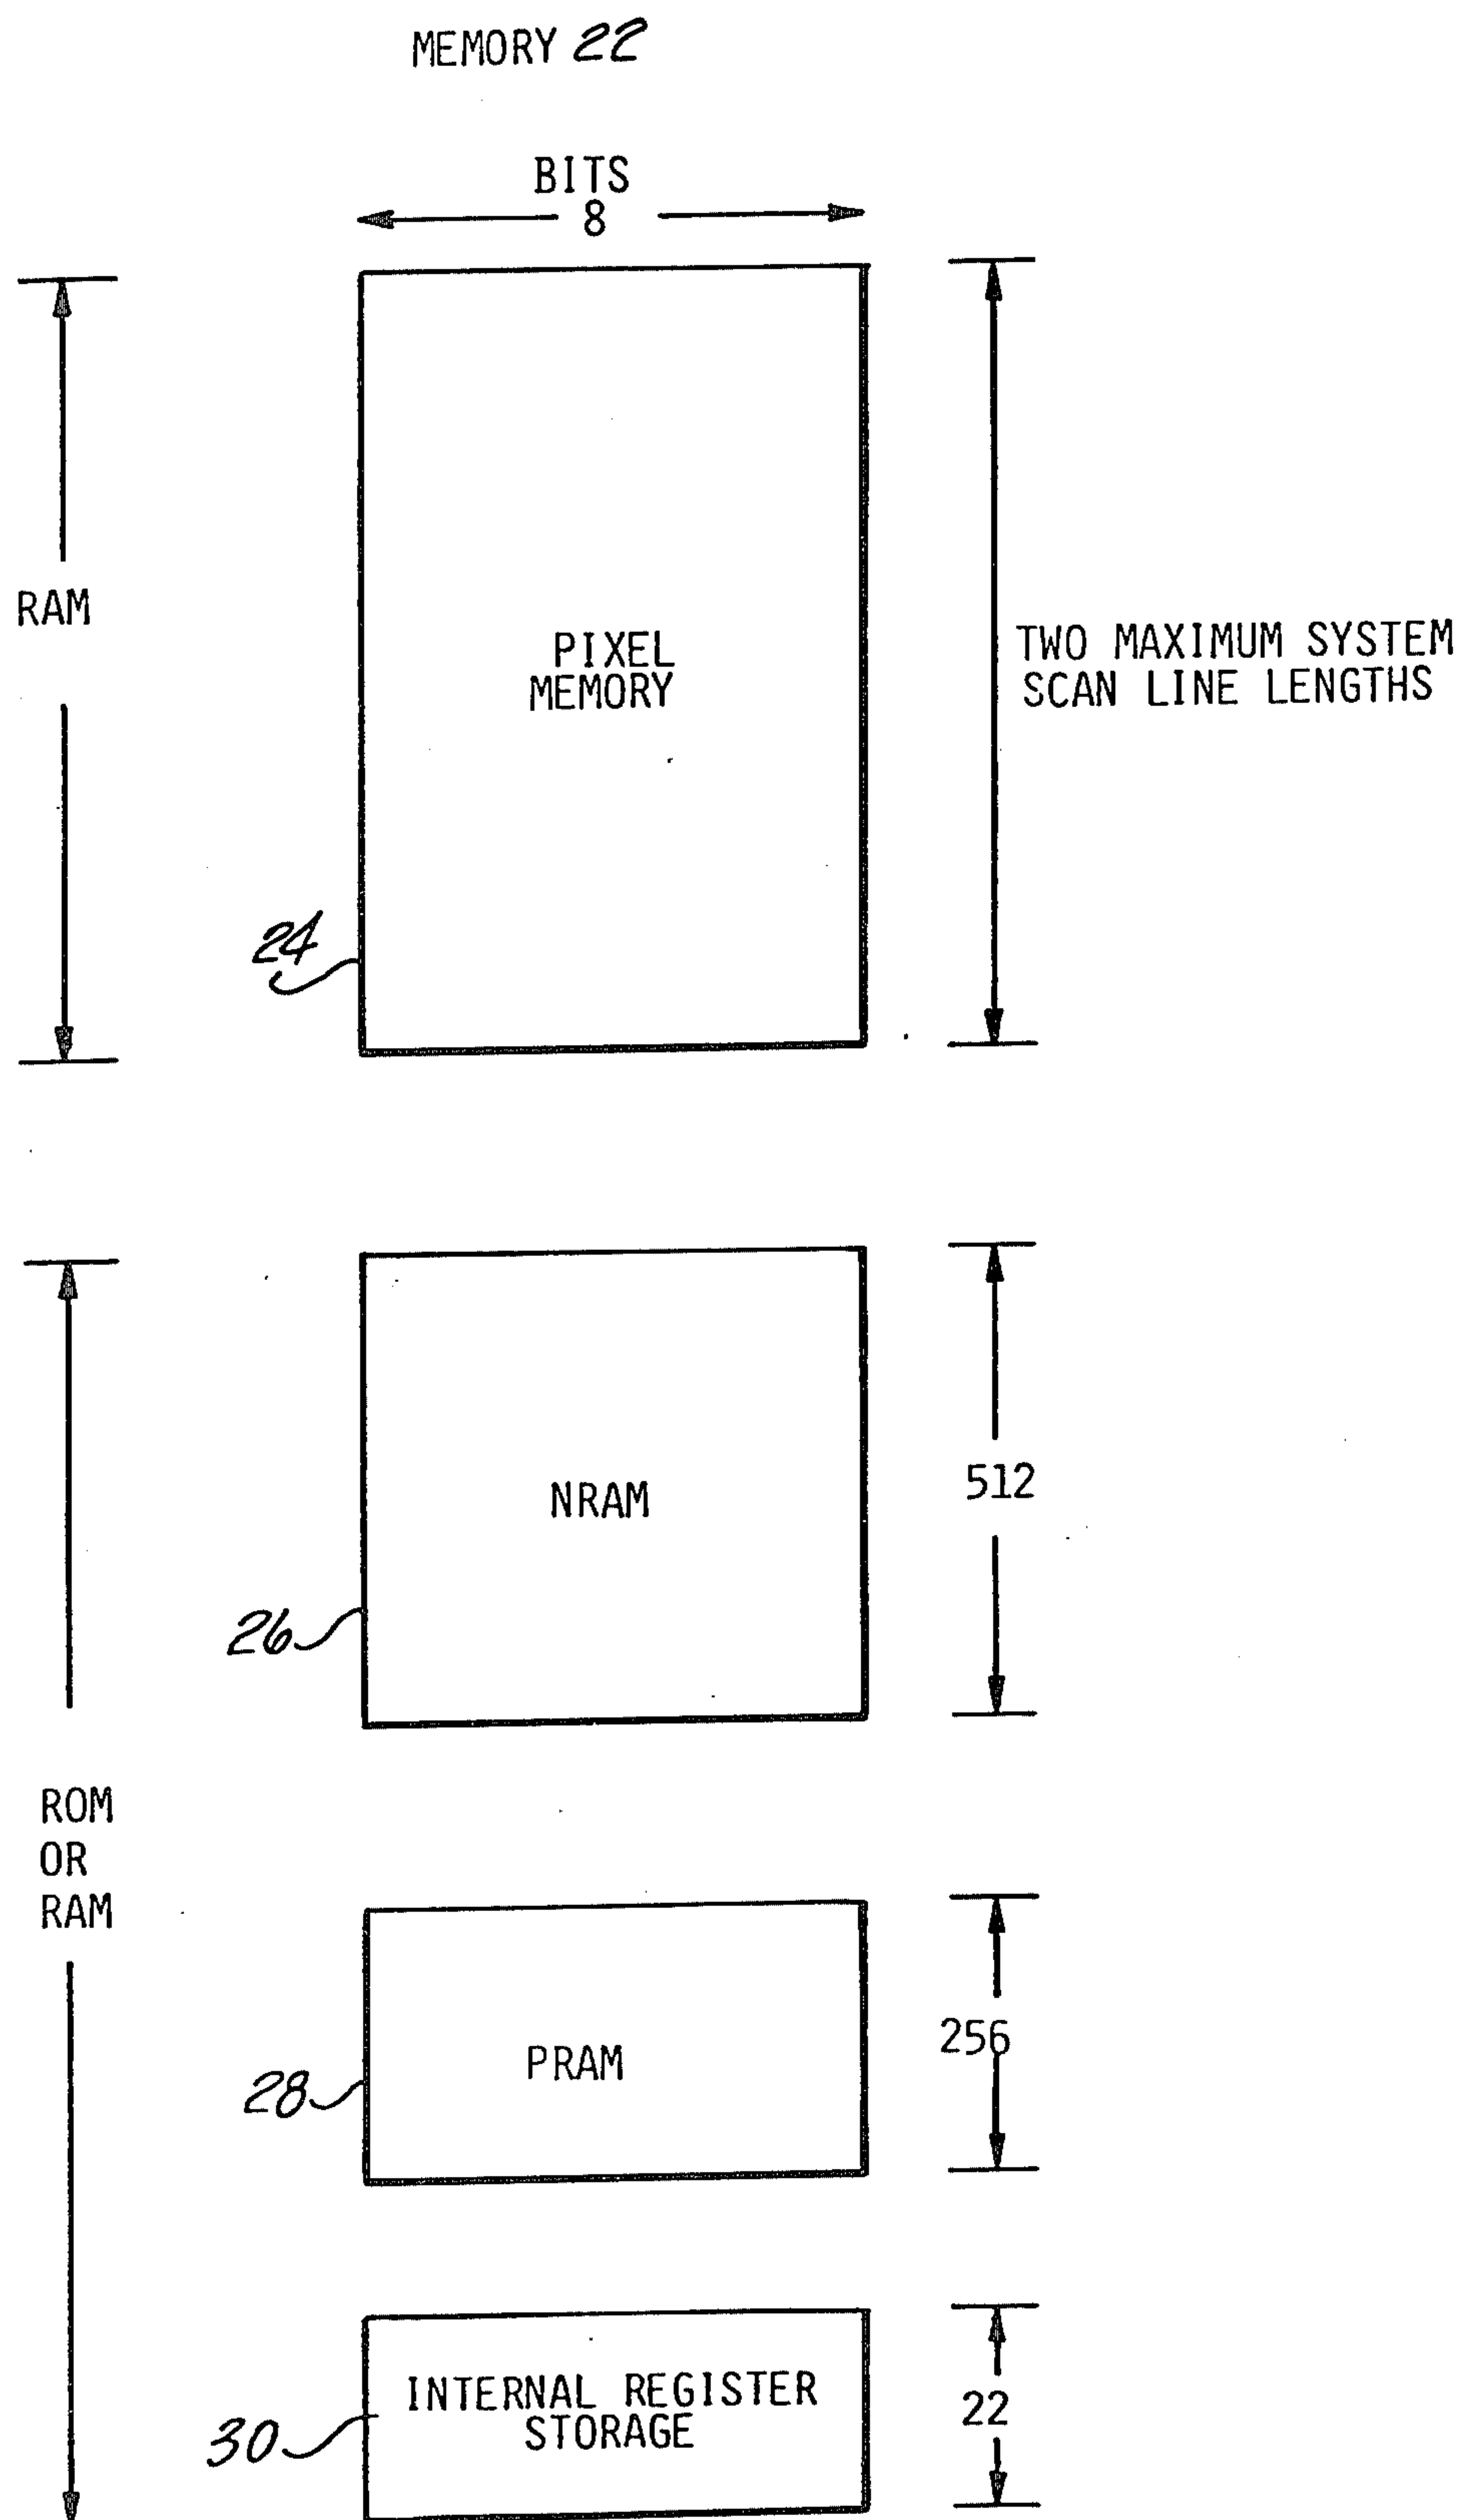 MEMORY 22
BITS
8
RAM
PIXEL
MEMORY
TWO MAXIMUM SYSTEM
SCAN LINE LENGTHS
24
NRAM
512
26
ROM
OR
RAM
PRAM
256
28
INTERNAL REGISTER
STORAGE
22
30